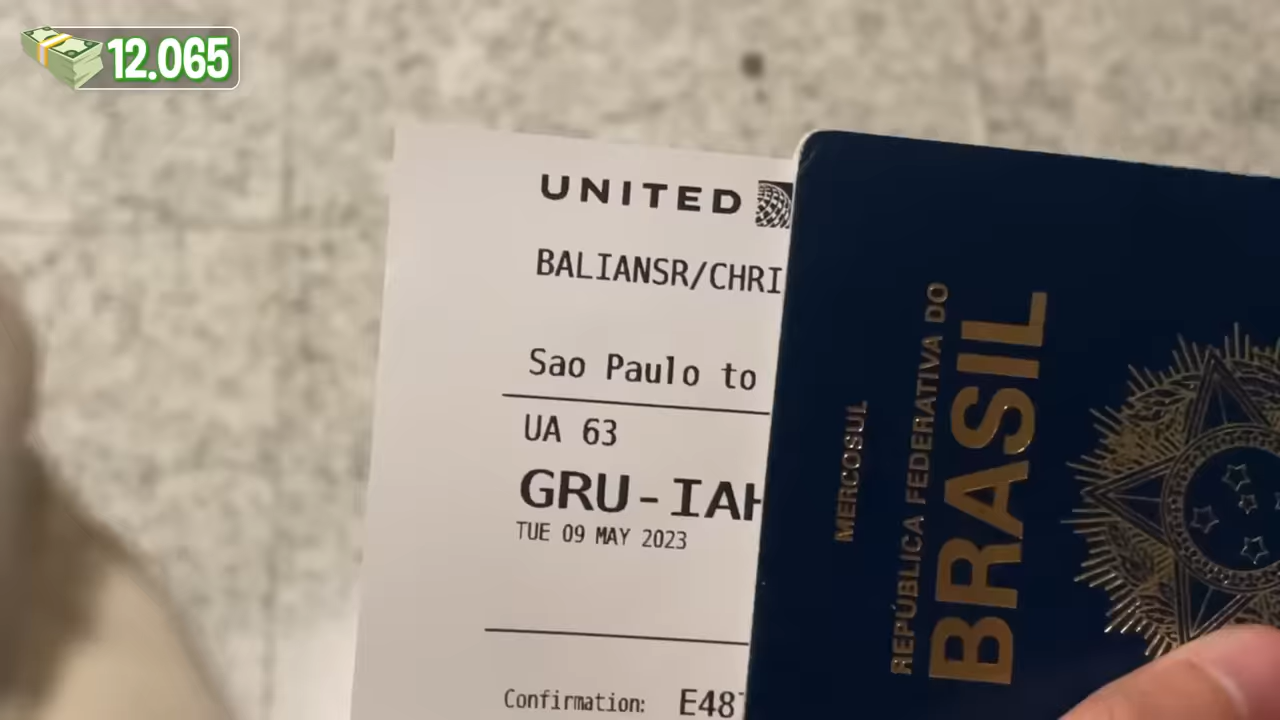 12.065
UNITED
BALIANSR/CHRI
Sao Paulo to
UA 63
GRU-IAH
TUE 09 MAY 2023
Confirmation: E487
MERCOSUL
REPÚBLICA FEDERATIVA DO
BRASIL